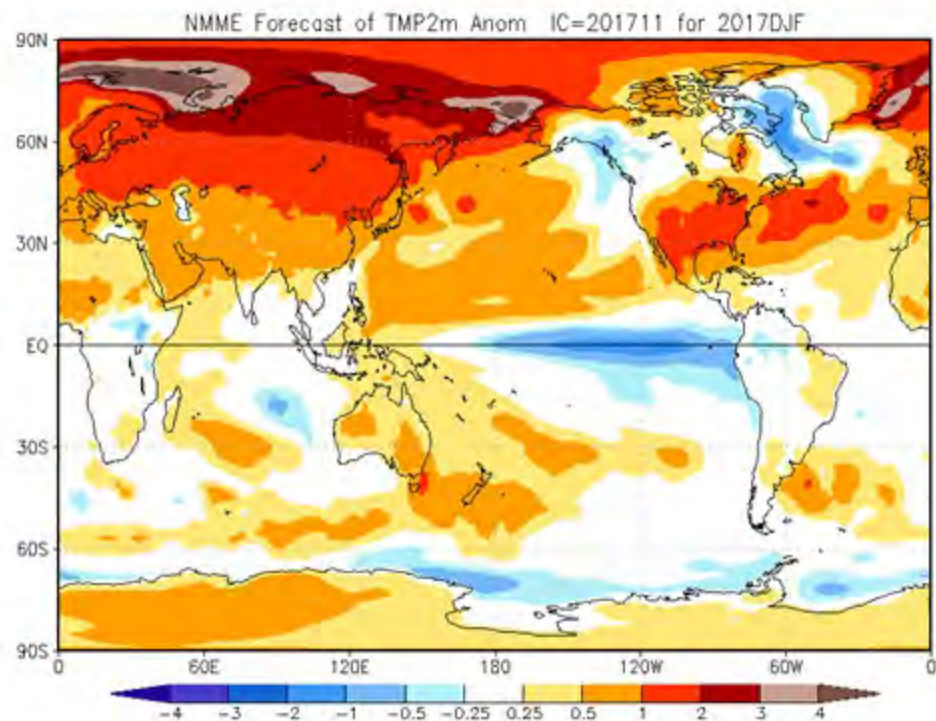 NMME Forecast of TMP2m Anom IC=201711 for 2017DJF
90N
60N
30N
EQ
30S
60S
90S
0 60E 120E 180 120W 60W 0
-4 -3 -2 -1 -0.5 -0.25 0.25 0.5 1 2 3 4